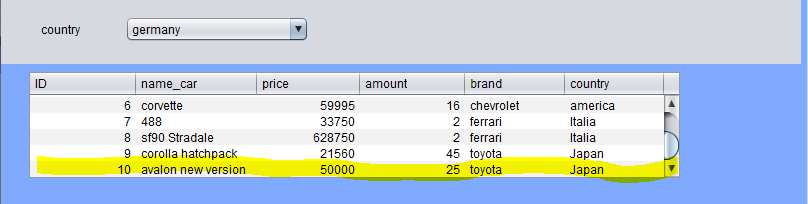 country germany
ID name_car price amount brand country
6 corvette 59995 16 chevrolet america
7 488 33750 2 ferrari Italia
8 sf90 Stradale 628750 2 ferrari Italia
9 corolla hatchpack 21560 45 toyota Japan
10 avalon new version 50000 25 toyota Japan